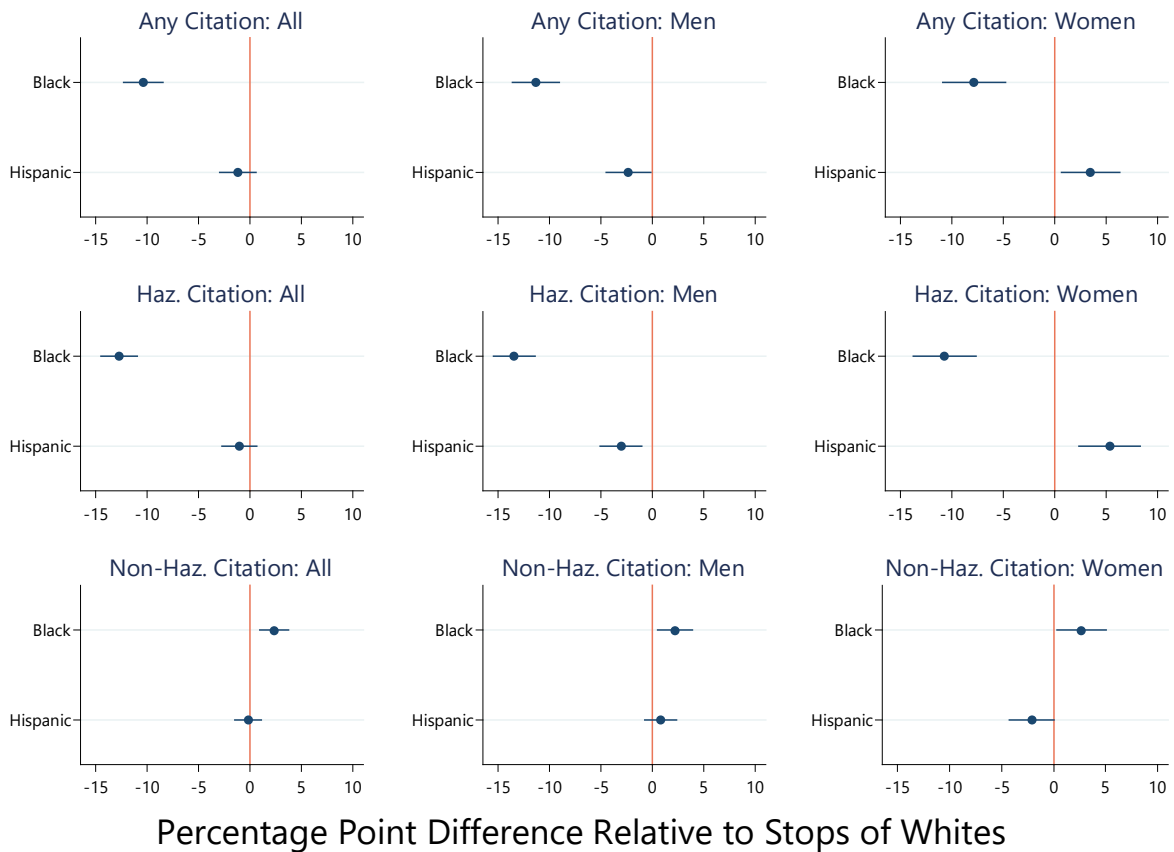 Any Citation: All
Black
Hispanic
-15 -10 -5 0 5 10
Any Citation: Men
Black
Hispanic
-15 -10 -5 0 5 10
Any Citation: Women
Black
Hispanic
-15 -10 -5 0 5 10
Haz. Citation: All
Black
Hispanic
-15 -10 -5 0 5 10
Haz. Citation: Men
Black
Hispanic
-15 -10 -5 0 5 10
Haz. Citation: Women
Black
Hispanic
-15 -10 -5 0 5 10
Non-Haz. Citation: All
Black
Hispanic
-15 -10 -5 0 5 10
Non-Haz. Citation: Men
Black
Hispanic
-15 -10 -5 0 5 10
Non-Haz. Citation: Women
Black
Hispanic
-15 -10 -5 0 5 10
Percentage Point Difference Relative to Stops of Whites